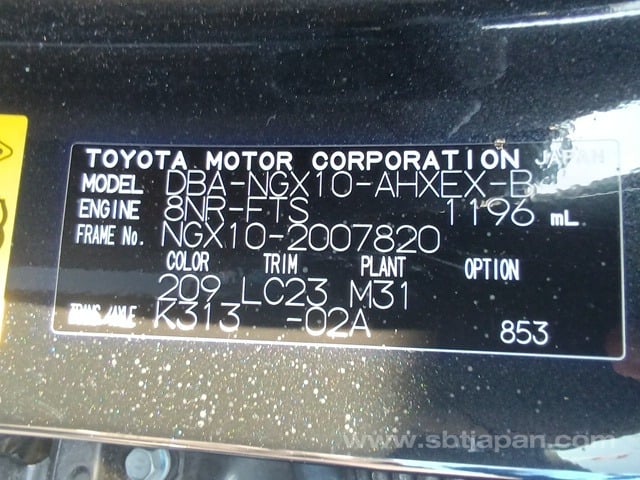 TOYOTA MOTOR CORPORATION JAPAN
MODEL DBA-NGX10-AHXEX-B
ENGINE 8NR-FTS 1196 mL
FRAME No. NGX10-2007820
COLOR TRIM PLANT OPTION
209 LC23 M31
TRANS/AXLE K313 -02A 853
www.sbtjapan.com